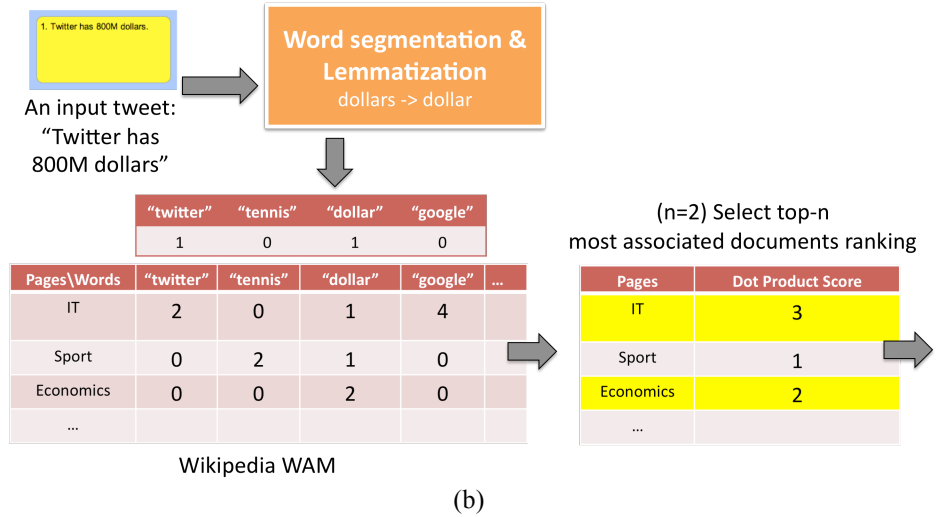 1. Twitter has 800M dollars.
Word segmentation &
Lemmatization
dollars -> dollar
An input tweet:
“Twitter has
800M dollars”
“twitter” “tennis” “dollar” “google”
1 0 1 0
(n=2) Select top-n
most associated documents ranking
Pages\Words “twitter” “tennis” “dollar” “google” ...
IT 2 0 1 4
Sport 0 2 1 0
Economics 0 0 2 0
...
Wikipedia WAM
Pages Dot Product Score
IT 3
Sport 1
Economics 2
...
(b)